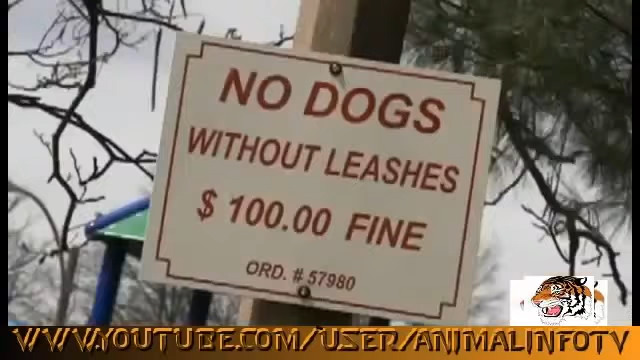 NO DOGS
WITHOUT LEASHES
$ 100.00 FINE
ORD. # 57980
WWW.YOUTUBE.COM/USER/ANIMALINFOTV